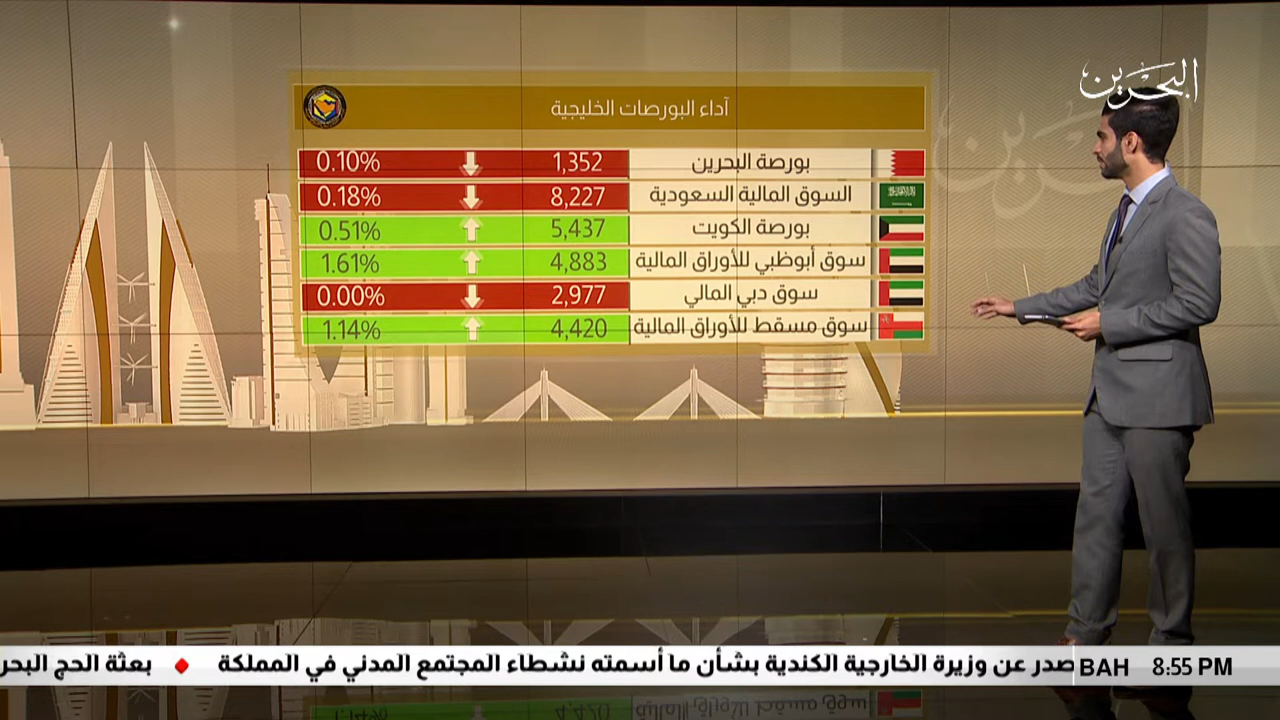 البحرين
آداء البورصات الخليجية
بورصة البحرين 1,352 0.10%
السوق المالية السعودية 8,227 0.18%
بورصة الكويت 5,437 0.51%
سوق أبوظبي للأوراق المالية 4,883 1.61%
سوق دبي المالي 2,977 0.00%
سوق مسقط للأوراق المالية 4,420 1.14%
صدر عن وزيرة الخارجية الكندية بشأن ما أسمته نشطاء المجتمع المدني في المملكة ♦ بعثة الحج
BAH 8:55 PM